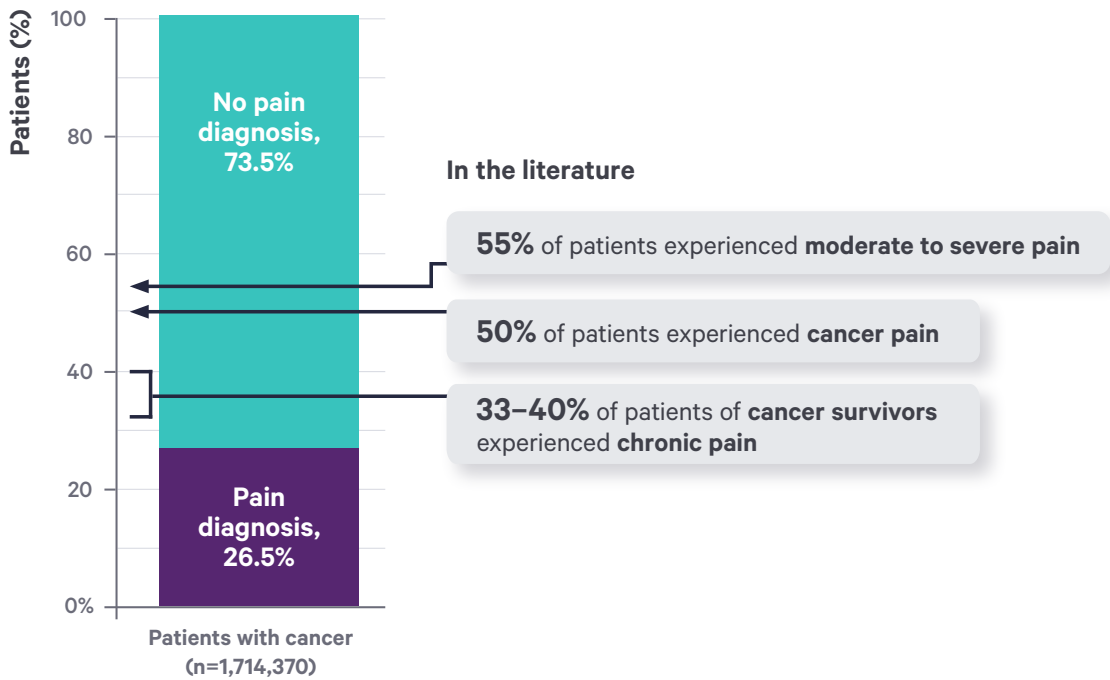 Patients (%)
100
80
60
40
20
0%
No pain
diagnosis,
73.5%
Pain
diagnosis,
26.5%
Patients with cancer
(n=1,714,370)
In the literature
55% of patients experienced moderate to severe pain
50% of patients experienced cancer pain
33–40% of patients of cancer survivors
experienced chronic pain